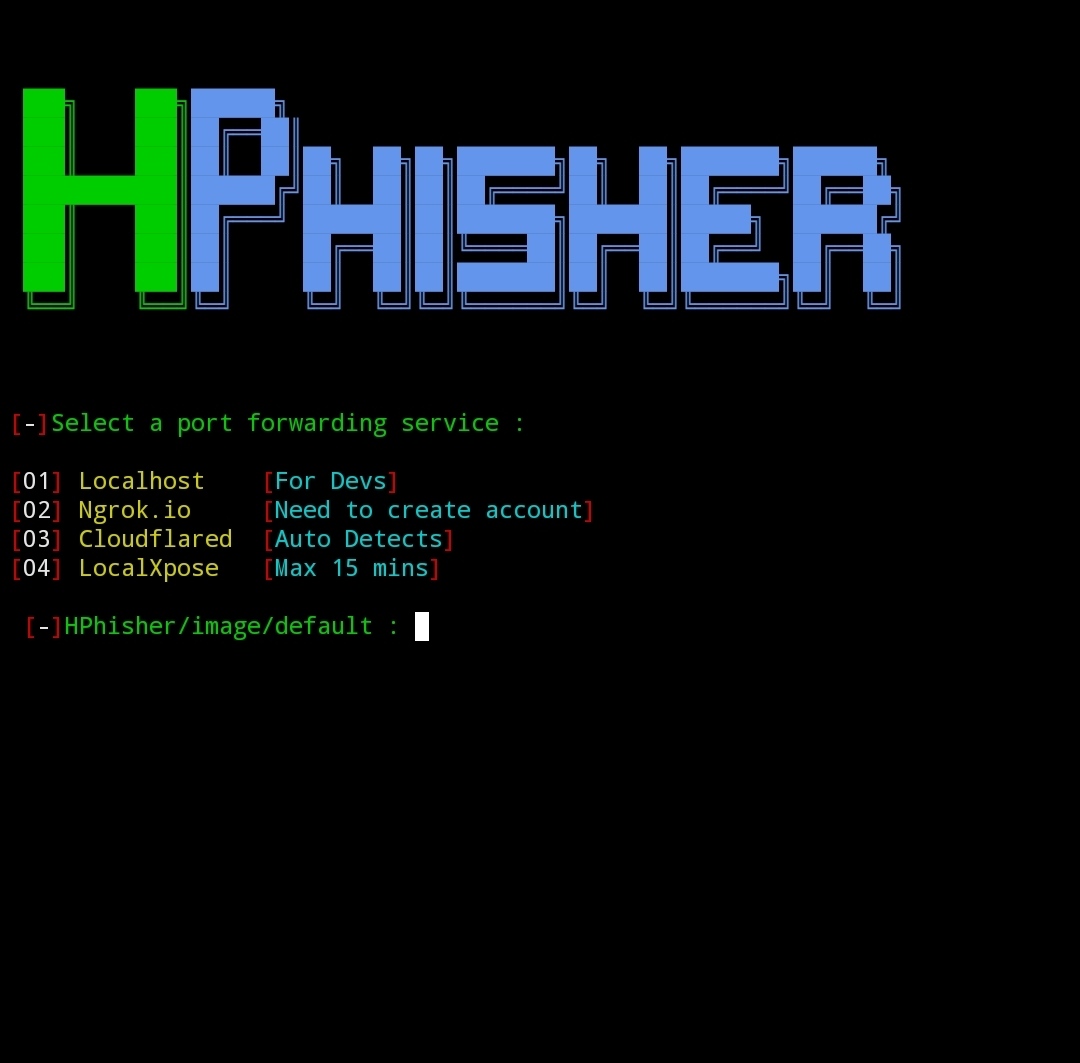 HPHISHER
[-]Select a port forwarding service :
[01] Localhost [For Devs]
[02] Ngrok.io [Need to create account]
[03] Cloudflared [Auto Detects]
[04] LocalXpose [Max 15 mins]
[-]HPhisher/image/default :